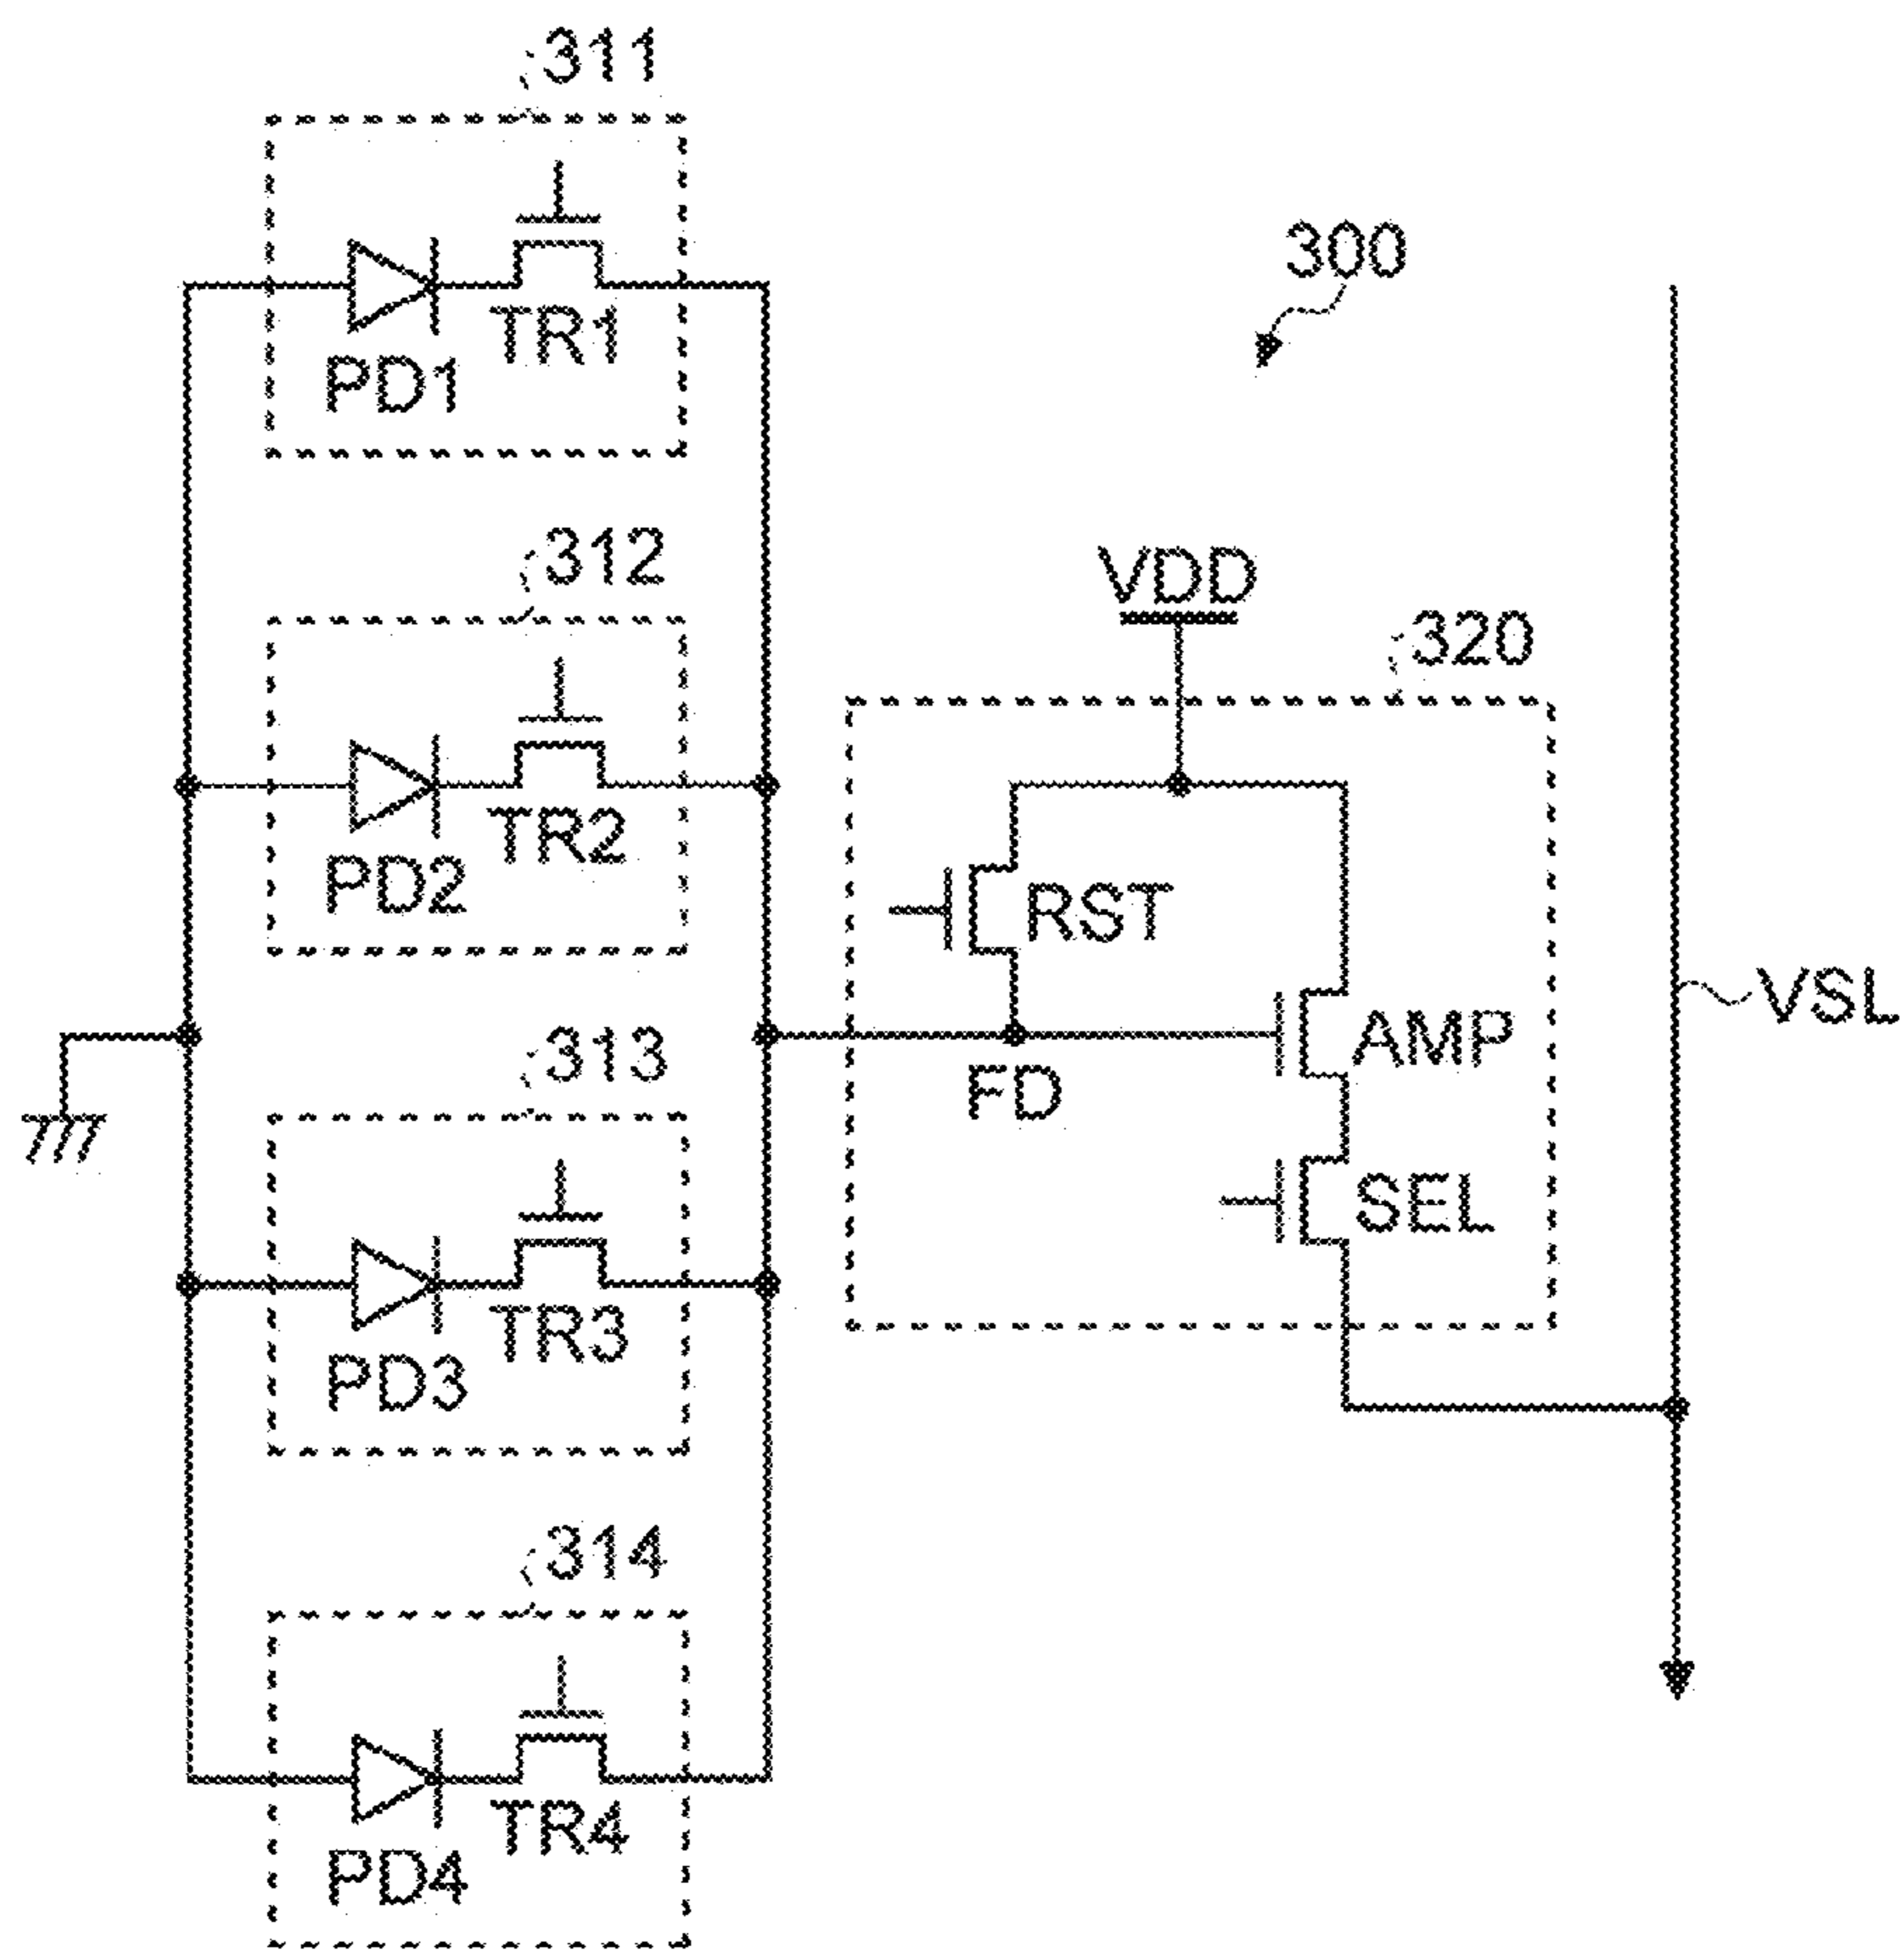 311
TR1
PD1
300
312
TR2
PD2
VDD
320
RST
VSL
AMP
FD
313
SEL
TR3
PD3
314
TR4
PD4